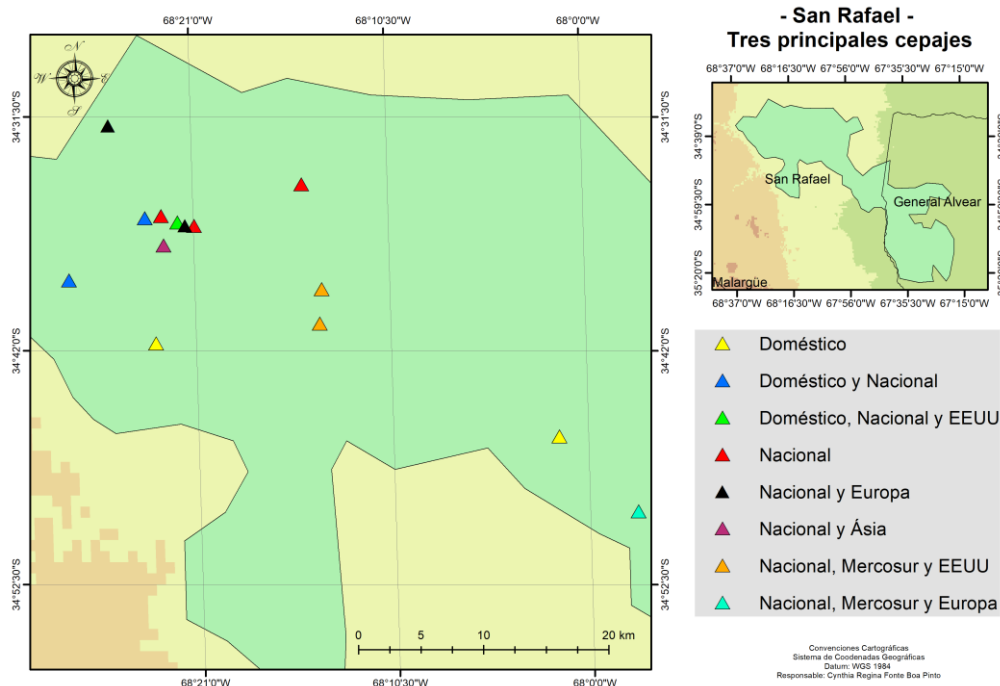 - San Rafael -
Tres principales cepajes
68°21'0"W 68°10'30"W 68°0'0"W
N
W E
S
34°31'30"S
34°42'0"S
34°52'30"S
34°31'30"S
34°42'0"S
34°52'30"S
0 5 10 20 km
68°21'0"W 68°10'30"W 68°0'0"W
68°37'0"W 68°16'30"W 67°56'0"W 67°35'30"W 67°15'0"W
34°39'0"S
34°59'30"S
35°20'0"S
San Rafael
General Alvear
Malargüe
68°37'0"W 68°16'30"W 67°56'0"W 67°35'30"W 67°15'0"W
Doméstico
Doméstico y Nacional
Doméstico, Nacional y EEUU
Nacional
Nacional y Europa
Nacional y Ásia
Nacional, Mercosur y EEUU
Nacional, Mercosur y Europa
Convenciones Cartográficas
Sistema de Coodenadas Geográficas
Datum: WGS 1984
Responsable: Cynthia Regina Fonte Boa Pinto